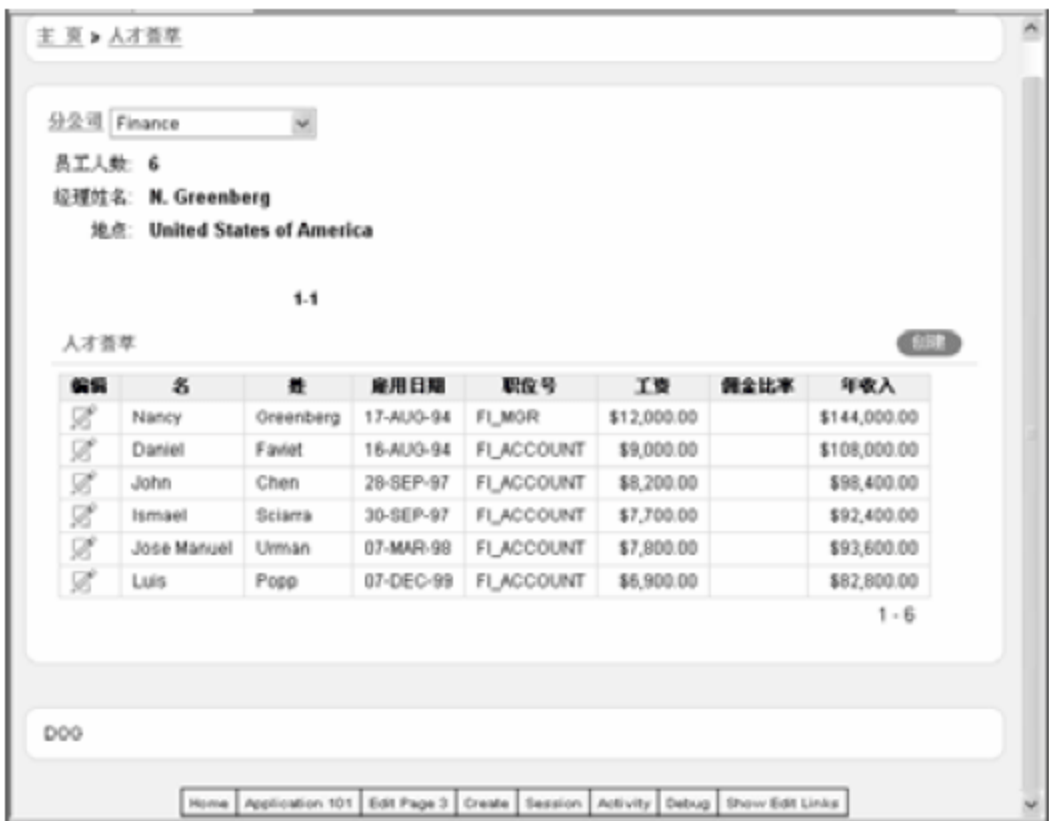 主 页 > 人才荟萃
分公司 Finance
员工人数: 6
经理姓名: N. Greenberg
地点: United States of America
1-1
人才荟萃 创建
编辑 名 姓 雇用日期 职位号 工资 佣金比率 年收入
Nancy Greenberg 17-AUG-94 FI_MGR $12,000.00 $144,000.00
Daniel Faviet 16-AUG-94 FI_ACCOUNT $9,000.00 $108,000.00
John Chen 28-SEP-97 FI_ACCOUNT $8,200.00 $98,400.00
Ismael Sciarra 30-SEP-97 FI_ACCOUNT $7,700.00 $92,400.00
Jose Manuel Urman 07-MAR-98 FI_ACCOUNT $7,800.00 $93,600.00
Luis Popp 07-DEC-99 FI_ACCOUNT $6,900.00 $82,800.00
1 - 6
DOG
Home Application 101 Edit Page 3 Create Session Activity Debug Show Edit Links